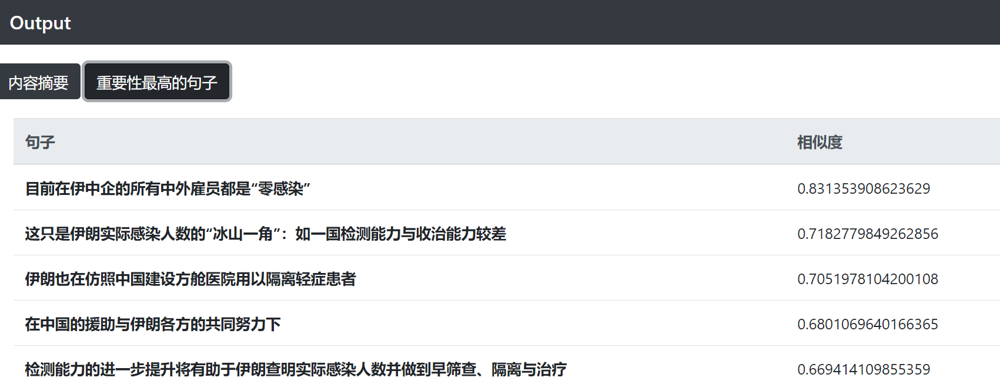 Output
内容摘要 重要性最高的句子
句子 相似度
目前在伊中企的所有中外雇员都是“零感染” 0.831353908623629
这只是伊朗实际感染人数的“冰山一角”：如一国检测能力与收治能力较差 0.7182779849262856
伊朗也在仿照中国建设方舱医院用以隔离轻症患者 0.7051978104200108
在中国的援助与伊朗各方的共同努力下 0.6801069640166365
检测能力的进一步提升将有助于伊朗查明实际感染人数并做到早筛查、隔离与治疗 0.669414109855359